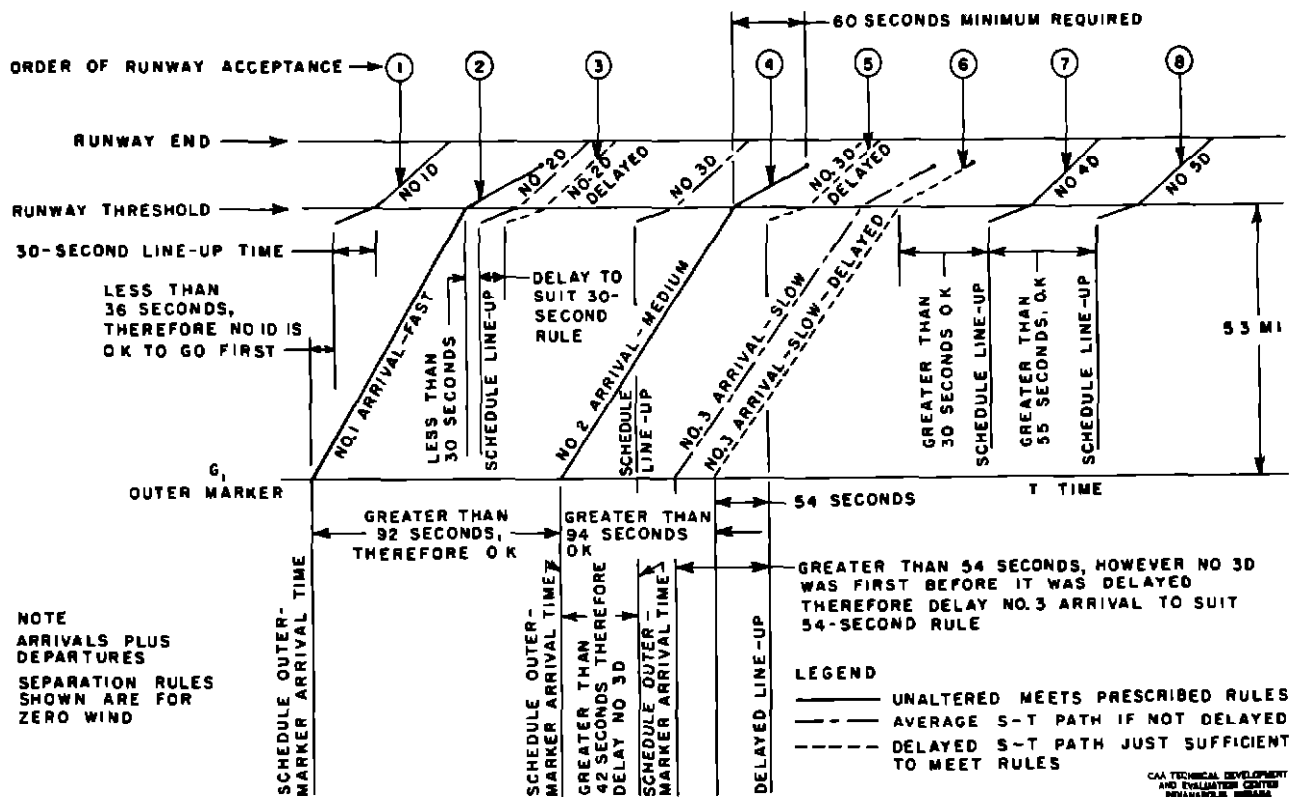 60 SECONDS MINIMUM REQUIRED
ORDER OF RUNWAY ACCEPTANCE
1
2
3
4
5
6
7
8
RUNWAY END
NO 1D
NO 2D
NO. 2D
DELAYED
NO. 3D
NO. 3D
DELAYED
NO 4D
NO 5D
RUNWAY THRESHOLD
30-SECOND LINE-UP TIME
LESS THAN
36 SECONDS,
THEREFORE NO 1D IS
OK TO GO FIRST
NO. 1 ARRIVAL-FAST
LESS THAN
30 SECONDS
SCHEDULE LINE-UP
DELAY TO
SUIT 30-
SECOND
RULE
NO 2 ARRIVAL-MEDIUM
SCHEDULE
LINE-UP
NO. 3 ARRIVAL-SLOW
NO. 3 ARRIVAL-SLOW-DELAYED
GREATER THAN
30 SECONDS OK
SCHEDULE LINE-UP
GREATER THAN
55 SECONDS, O.K
SCHEDULE LINE-UP
5.3 MI
G1
OUTER MARKER
T TIME
54 SECONDS
GREATER THAN
92 SECONDS,
THEREFORE OK
GREATER THAN
94 SECONDS
OK
SCHEDULE OUTER-
MARKER ARRIVAL TIME
SCHEDULE OUTER-
MARKER ARRIVAL TIME
GREATER THAN
42 SECONDS THEREFORE
DELAY NO 3D
SCHEDULE OUTER-
MARKER ARRIVAL TIME
DELAYED LINE-UP
GREATER THAN 54 SECONDS, HOWEVER NO 3D
WAS FIRST BEFORE IT WAS DELAYED
THEREFORE DELAY NO. 3 ARRIVAL TO SUIT
54-SECOND RULE
NOTE
ARRIVALS PLUS
DEPARTURES
SEPARATION RULES
SHOWN ARE FOR
ZERO WIND
LEGEND
UNALTERED MEETS PRESCRIBED RULES
AVERAGE S-T PATH IF NOT DELAYED
DELAYED S-T PATH JUST SUFFICIENT
TO MEET RULES
CAA TECHNICAL DEVELOPMENT
AND EVALUATION CENTER
INDIANAPOLIS, INDIANA